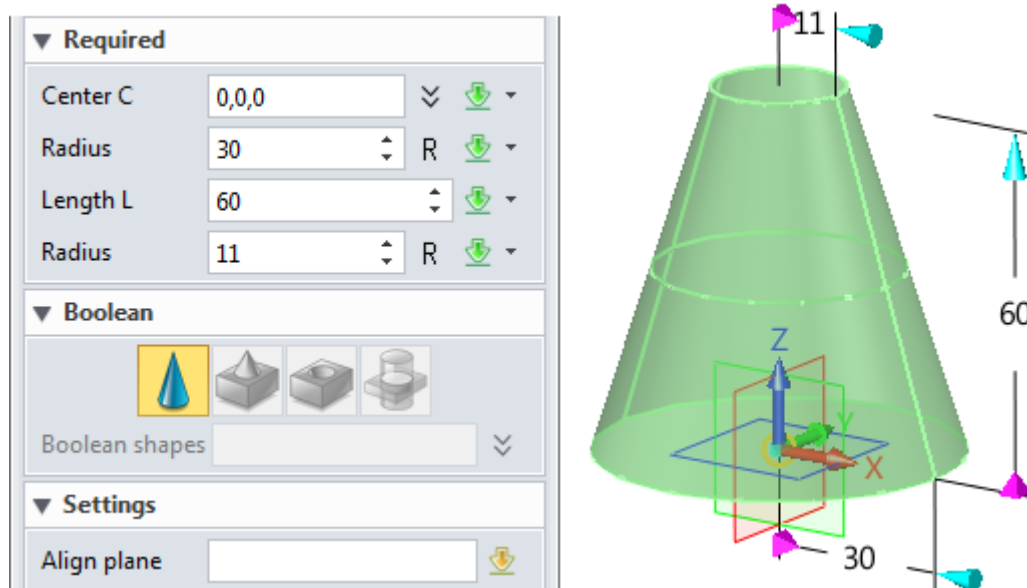 Required
Center C 0,0,0
Radius 30 R
Length L 60
Radius 11 R
Boolean
Boolean shapes
Settings
Align plane
11
60
Z
Y
X
30